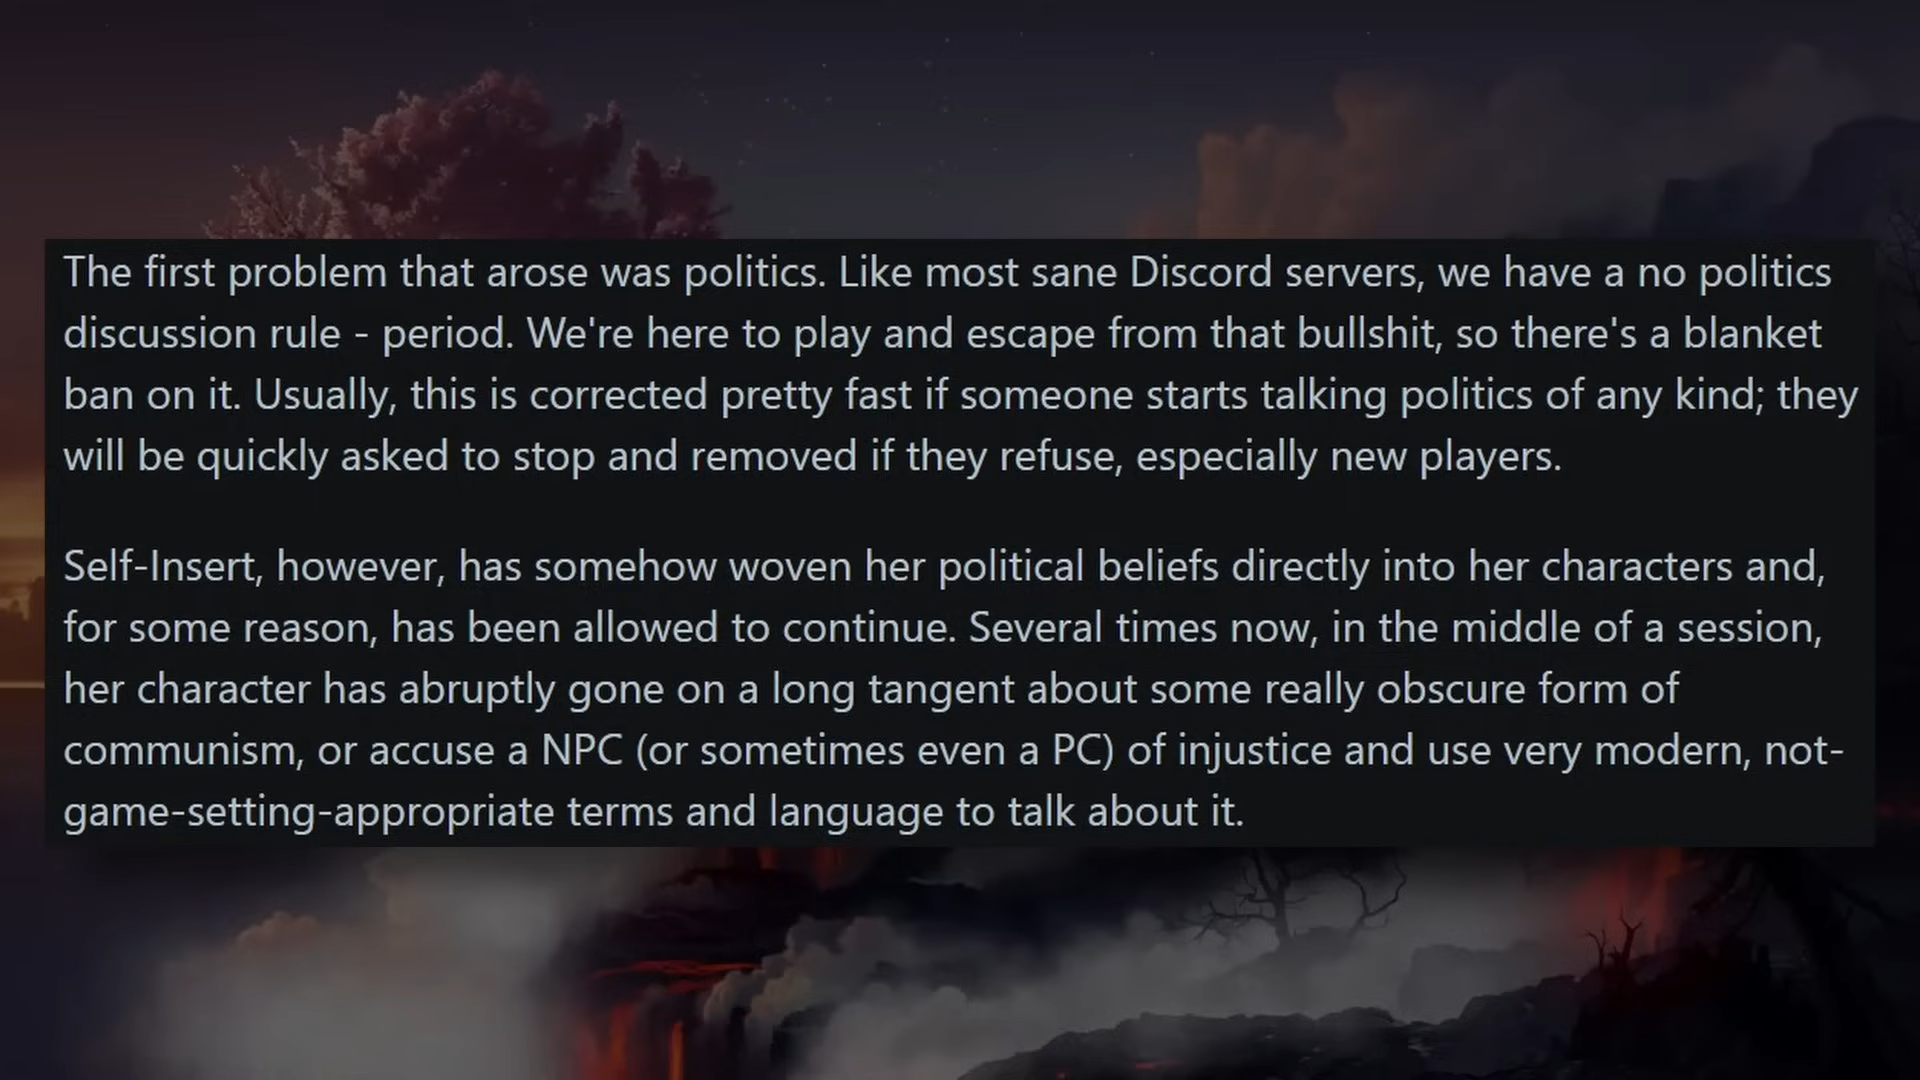 The first problem that arose was politics. Like most sane Discord servers, we have a no politics
discussion rule - period. We're here to play and escape from that bullshit, so there's a blanket
ban on it. Usually, this is corrected pretty fast if someone starts talking politics of any kind; they
will be quickly asked to stop and removed if they refuse, especially new players.
Self-Insert, however, has somehow woven her political beliefs directly into her characters and,
for some reason, has been allowed to continue. Several times now, in the middle of a session,
her character has abruptly gone on a long tangent about some really obscure form of
communism, or accuse a NPC (or sometimes even a PC) of injustice and use very modern, not-
game-setting-appropriate terms and language to talk about it.